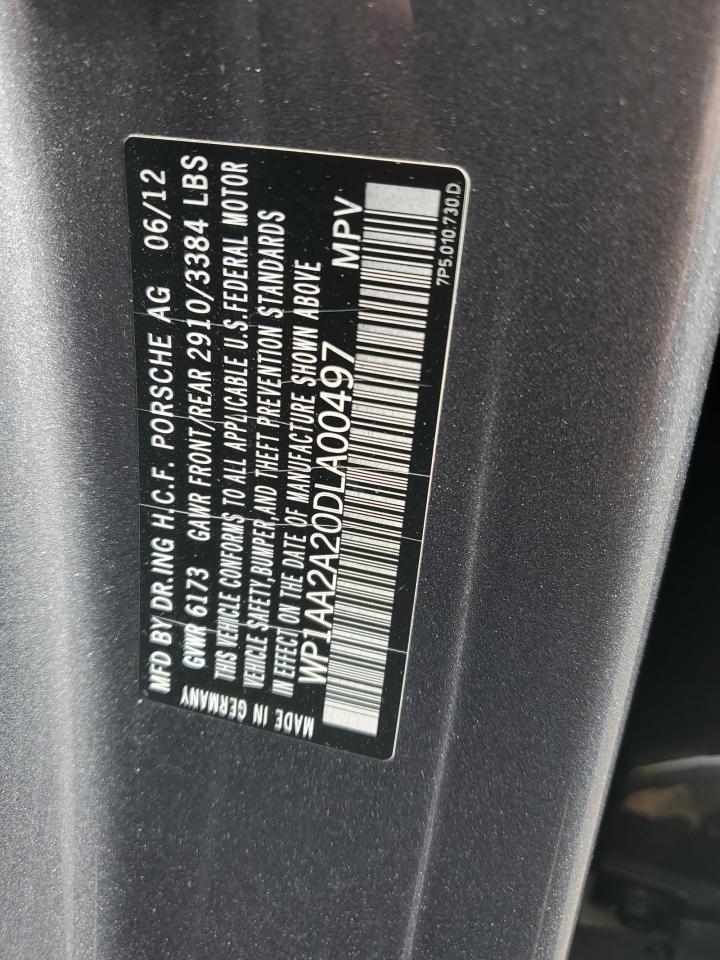 MFD BY DR.ING H.C.F. PORSCHE AG 06/12
GVWR 6173 GAWR FRONT/REAR 2910/3384 LBS
THIS VEHICLE CONFORMS TO ALL APPLICABLE U.S.FEDERAL MOTOR
VEHICLE SAFETY,BUMPER,AND THEFT PREVENTION STANDARDS
IN EFFECT ON THE DATE OF MANUFACTURE SHOWN ABOVE
WP1AA2A20DLA00497 MPV
MADE IN GERMANY
7P5.010.730.D